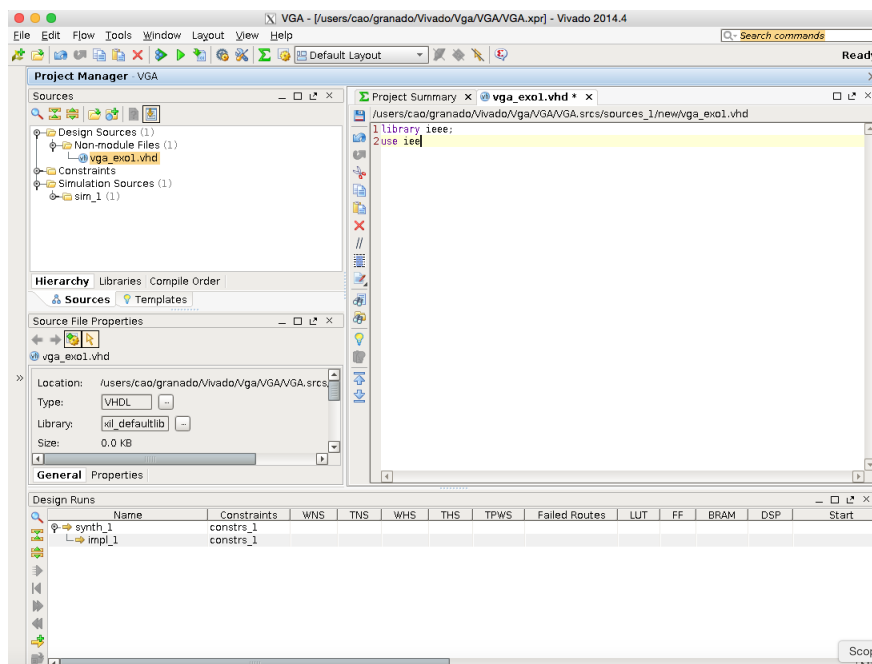 VGA - [/users/cao/granado/Vivado/Vga/VGA/VGA.xpr] - Vivado 2014.4
File Edit Flow Tools Window Layout View Help
Search commands
Default Layout
Ready
Project Manager - VGA
Sources
Design Sources (1)
Non-module Files (1)
vga_exo1.vhd
Constraints
Simulation Sources (1)
sim_1 (1)
Hierarchy Libraries Compile Order
Sources Templates
Source File Properties
vga_exo1.vhd
Location: /users/cao/granado/Vivado/Vga/VGA/VGA.srcs/
Type: VHDL
Library: xil_defaultlib
Size: 0.0 KB
General Properties
Project Summary vga_exo1.vhd *
/users/cao/granado/Vivado/Vga/VGA/VGA.srcs/sources_1/new/vga_exo1.vhd
1 library ieee;
2 use iee
Design Runs
Name Constraints WNS TNS WHS THS TPWS Failed Routes LUT FF BRAM DSP Start
synth_1 constrs_1
impl_1 constrs_1
Scop